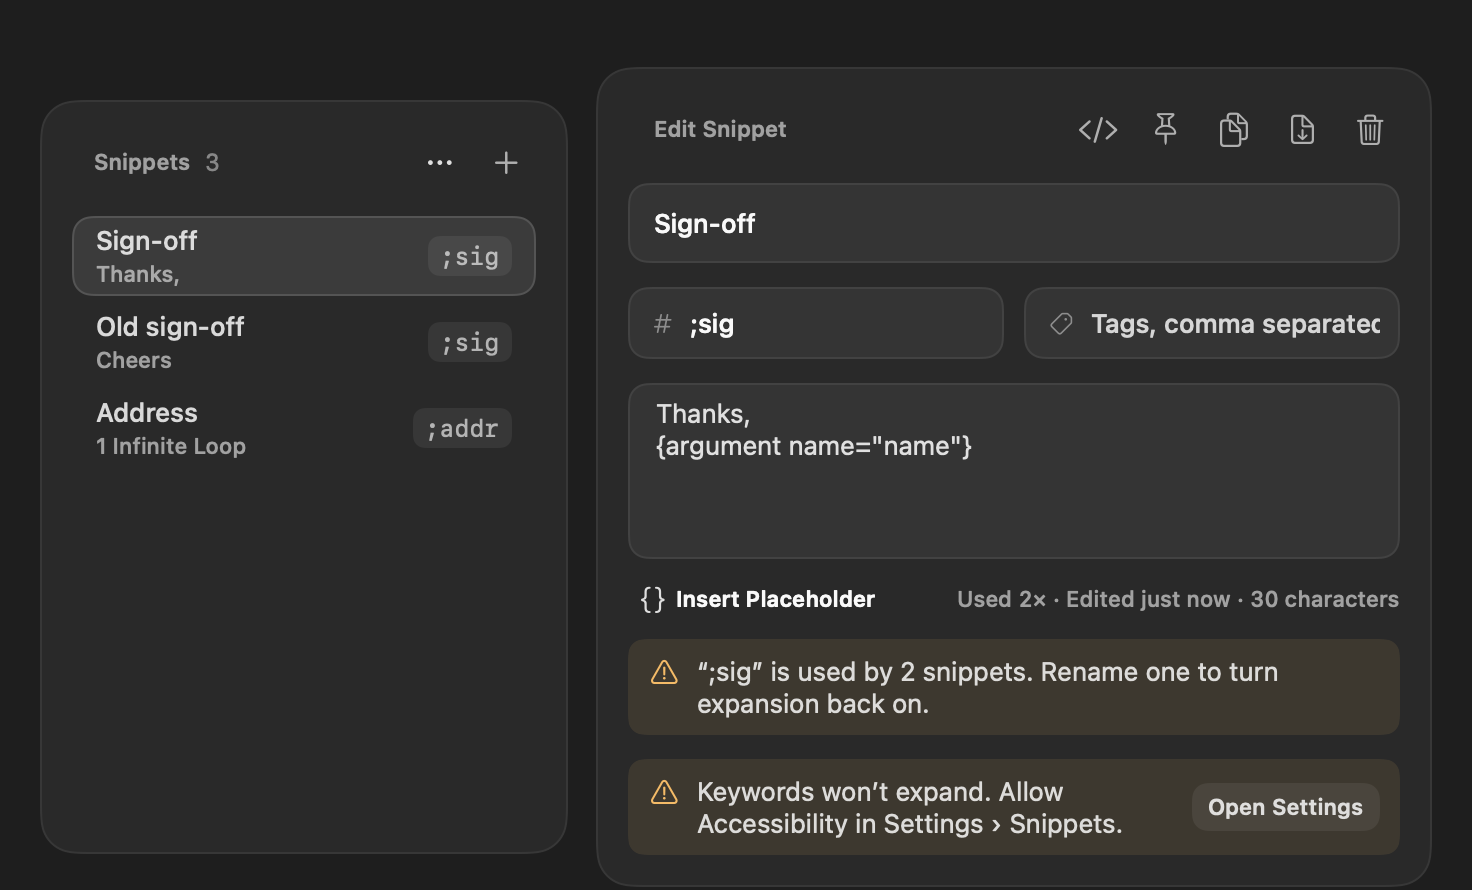 Snippets 3
Sign-off
Thanks,
;sig
Old sign-off
Cheers
;sig
Address
1 Infinite Loop
;addr
Edit Snippet
Sign-off
# ;sig
Tags, comma separated
Thanks,
{argument name="name"}
{} Insert Placeholder
Used 2× · Edited just now · 30 characters
“;sig” is used by 2 snippets. Rename one to turn
expansion back on.
Keywords won’t expand. Allow
Accessibility in Settings › Snippets.
Open Settings